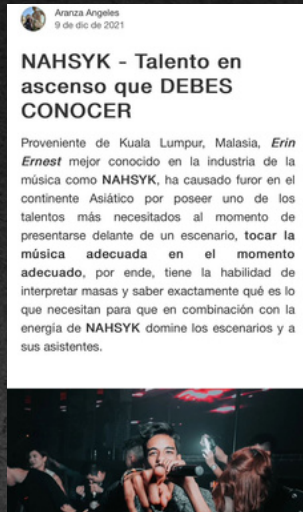 Aranza Angeles
9 de dic de 2021
NAHSYK - Talento en
ascenso que DEBES
CONOCER
Proveniente de Kuala Lumpur, Malasia, Erin
Ernest mejor conocido en la industria de la
música como NAHSYK, ha causado furor en el
continente Asiático por poseer uno de los
talentos más necesitados al momento de
presentarse delante de un escenario, tocar la
música adecuada en el momento
adecuado, por ende, tiene la habilidad de
interpretar masas y saber exactamente qué es lo
que necesitan para que en combinación con la
energía de NAHSYK domine los escenarios y a
sus asistentes.